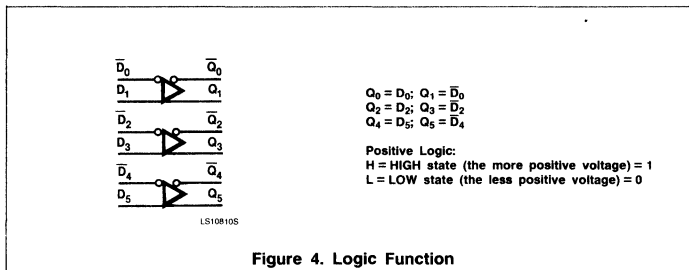 D̅0 Q̅0
D1 Q1
D̅2 Q̅2
D3 Q3
D̅4 Q̅4
D5 Q5
LS10810S
Q0 = D0; Q1 = D̅0
Q2 = D2; Q3 = D̅2
Q4 = D5; Q5 = D̅4
Positive Logic:
H = HIGH state (the more positive voltage) = 1
L = LOW state (the less positive voltage) = 0
Figure 4. Logic Function